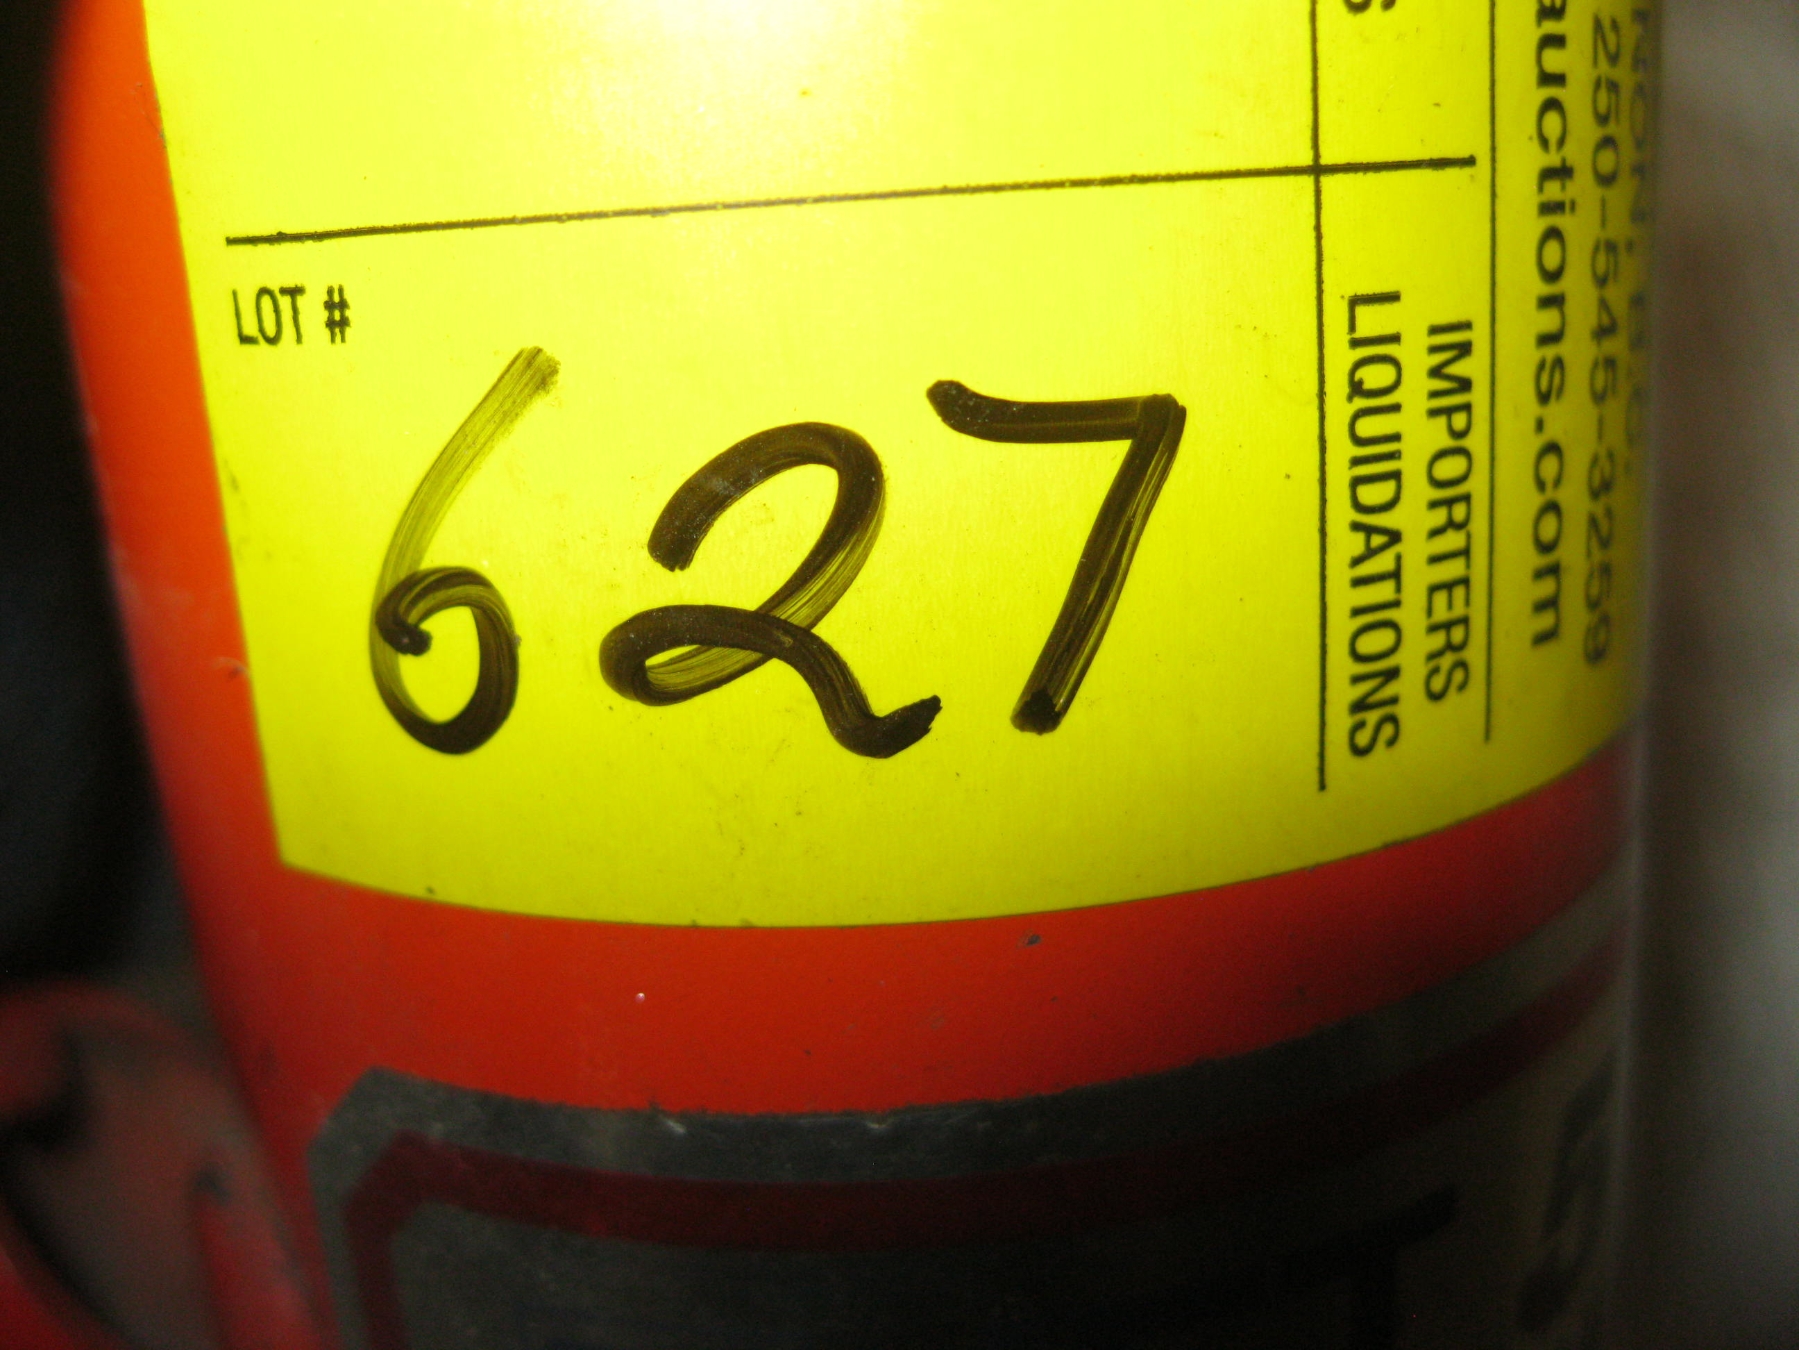 LOT #
627
LIQUIDATIONS
IMPORTERS
auctions.com
250-545-3259